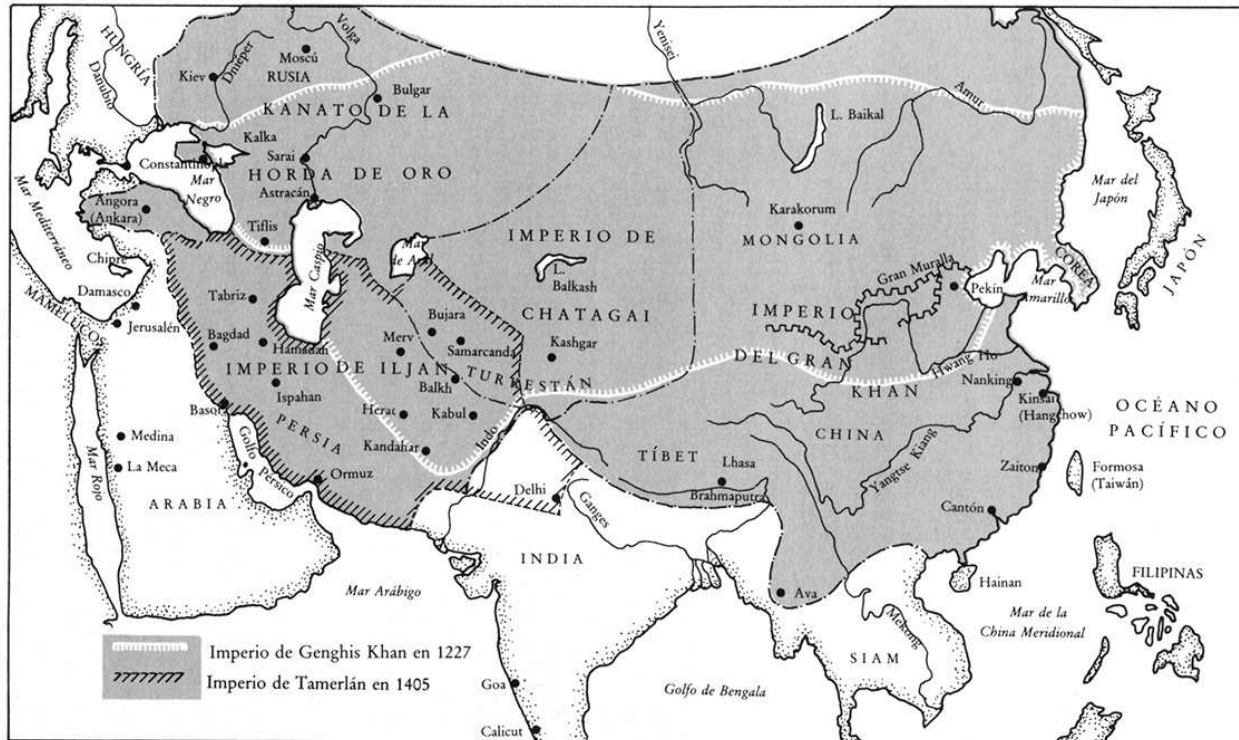 HUNGRÍA
Danubio
Kiev
Dniéper
Moscú
RUSIA
Volga
Bulgar
KANATO DE LA
HORDA DE ORO
Kalka
Sarai
Astracán
Constantinopla
Mar
Negro
Mar Mediterráneo
Ángora
(Ankara)
Tiflis
Chipre
Damasco
MAMELUCOS
Jerusalén
Mar Caspio
Mar
de Aral
Yenisei
L. Baikal
Amur
Karakorum
MONGOLIA
IMPERIO DE
CHATAGAI
L.
Balkash
Mar del
Japón
JAPÓN
COREA
Gran Muralla
Pekín
Mar
Amarillo
IMPERIO
DEL GRAN
KHAN
Hwang Ho
Tabriz
Bagdad
Hamadán
IMPERIO DE ILJAN
Ispahan
PERSIA
Basora
Golfo
Pérsico
Ormuz
Merv
Bujara
Samarcanda
Balkh
TURKESTÁN
Kashgar
Herat
Kabul
Kandahar
Indo
Medina
La Meca
Mar Rojo
ARABIA
Nanking
Kinsai
(Hangchow)
OCÉANO
PACÍFICO
CHINA
Yangtse Kiang
Zaiton
Formosa
(Taiwán)
Cantón
TÍBET
Lhasa
Brahmaputra
Delhi
Ganges
INDIA
Mar Arábigo
Ava
Hainan
FILIPINAS
Mar de la
China Meridional
Mekong
SIAM
Golfo de Bengala
Goa
Calicut
Imperio de Genghis Khan en 1227
Imperio de Tamerlán en 1405